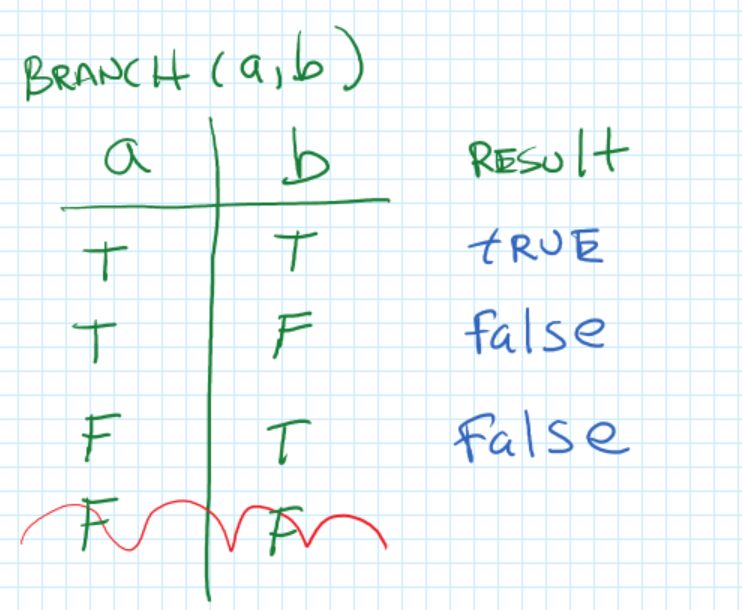 BRANCH (a,b)
a b RESUlt
T T tRUE
T F false
F T False
F F